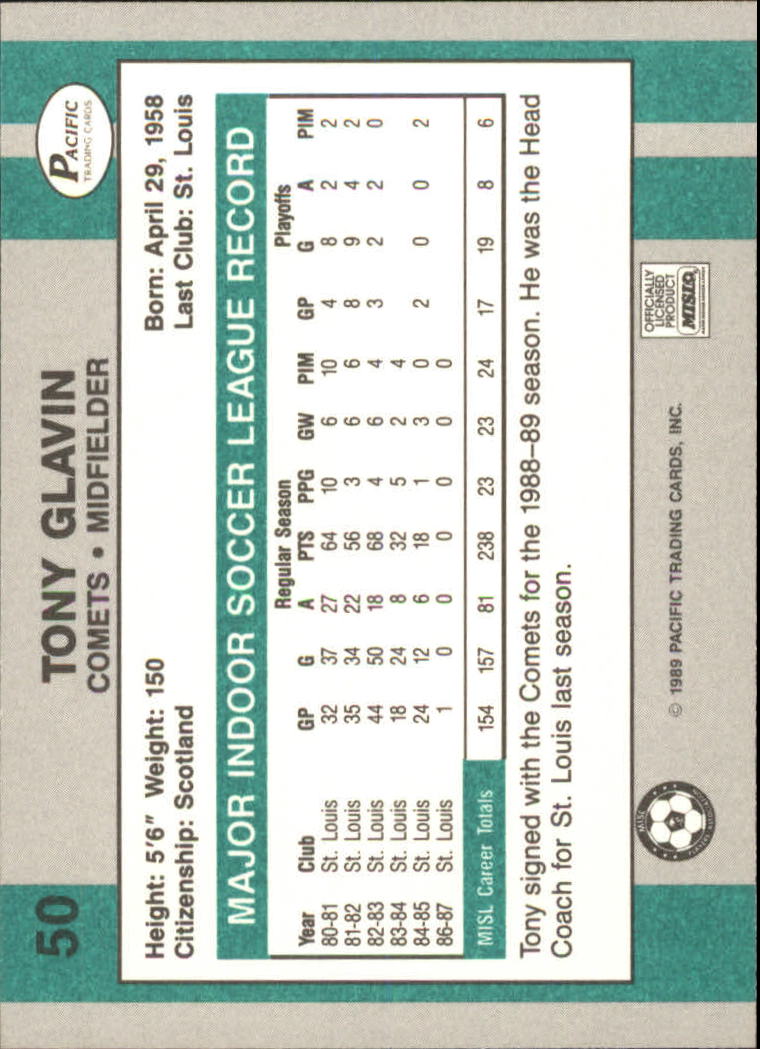 50
TONY GLAVIN
COMETS • MIDFIELDER
PACIFIC
TRADING CARDS
Height: 5'6" Weight: 150 Born: April 29, 1958
Citizenship: Scotland Last Club: St. Louis
MAJOR INDOOR SOCCER LEAGUE RECORD
Regular Season Playoffs
Year Club GP G A PTS PPG GW PIM GP G A PIM
80-81 St. Louis 32 37 27 64 10 6 10 4 8 2 2
81-82 St. Louis 35 34 22 56 3 6 6 8 9 4 2
82-83 St. Louis 44 50 18 68 4 6 4 3 2 2 0
83-84 St. Louis 18 24 8 32 5 2 4
84-85 St. Louis 24 12 6 18 1 3 0 2 0 0 2
86-87 St. Louis 1 0 0 0 0 0 0
MISL Career Totals 154 157 81 238 23 23 24 17 19 8 6
Tony signed with the Comets for the 1988–89 season. He was the Head
Coach for St. Louis last season.
MISL
© 1989 PACIFIC TRADING CARDS, INC.
OFFICIALLY
LICENSED
PRODUCT
MISL